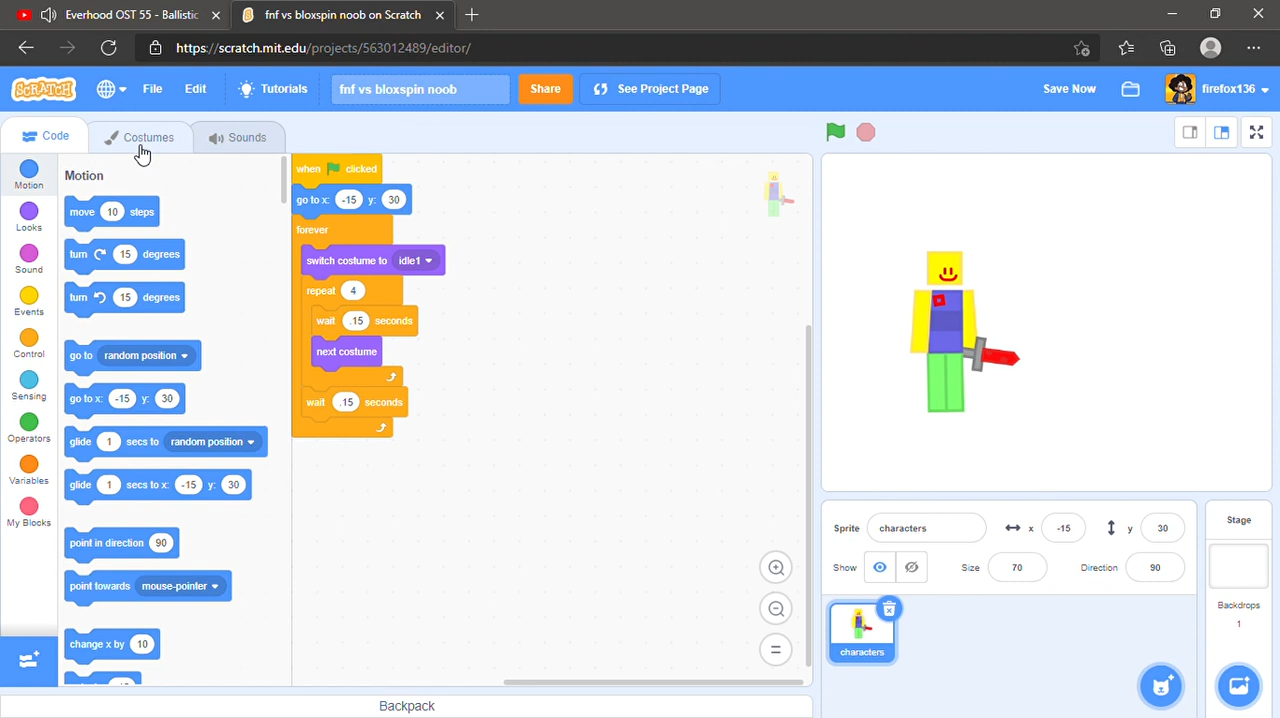 Everhood OST 55 - Ballistic
fnf vs bloxspin noob on Scratch
https://scratch.mit.edu/projects/563012489/editor/
SCRATCH
File
Edit
Tutorials
fnf vs bloxspin noob
Share
See Project Page
Save Now
firefox136
Code
Costumes
Sounds
Motion
Looks
Sound
Events
Control
Sensing
Operators
Variables
My Blocks
Motion
move 10 steps
turn 15 degrees
turn 15 degrees
go to random position
go to x: -15 y: 30
glide 1 secs to random position
glide 1 secs to x: -15 y: 30
point in direction 90
point towards mouse-pointer
change x by 10
when clicked
go to x: -15 y: 30
forever
switch costume to idle1
repeat 4
wait .15 seconds
next costume
wait .15 seconds
Sprite characters
x -15
y 30
Show
Size 70
Direction 90
characters
Stage
Backdrops
1
Backpack